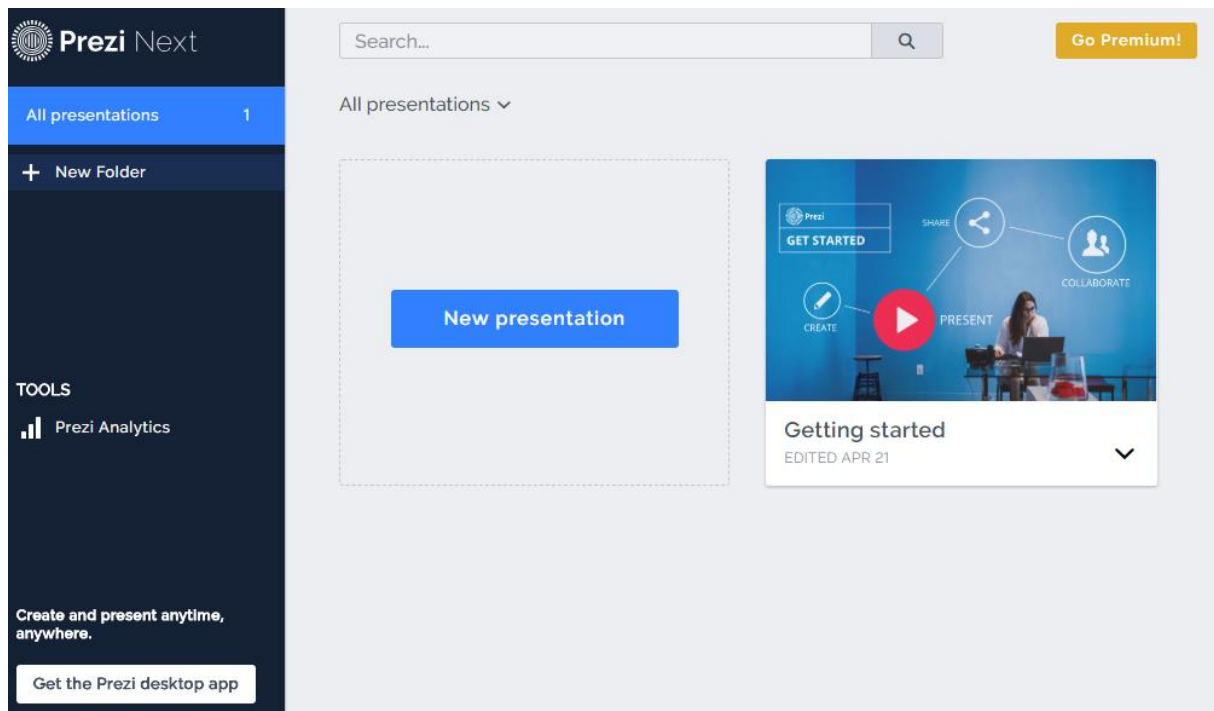 Prezi Next
Search...
Go Premium!
All presentations 1
All presentations
+ New Folder
New presentation
Prezi
GET STARTED
SHARE
COLLABORATE
CREATE
PRESENT
Getting started
EDITED APR 21
TOOLS
Prezi Analytics
Create and present anytime,
anywhere.
Get the Prezi desktop app